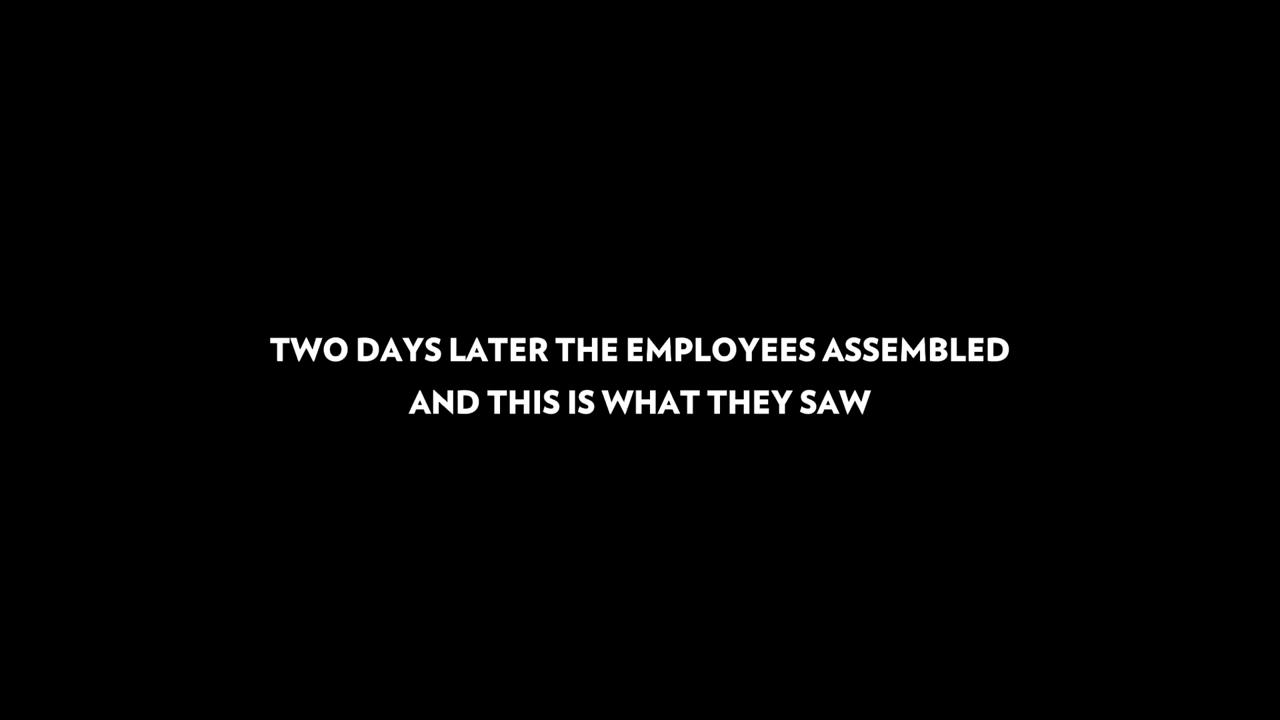 TWO DAYS LATER THE EMPLOYEES ASSEMBLED
AND THIS IS WHAT THEY SAW